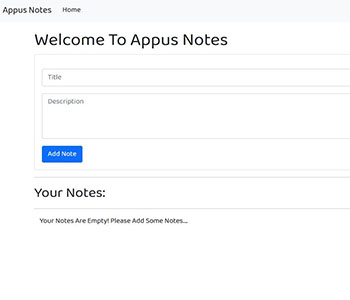 Appus Notes Home
Welcome To Appus Notes
Title
Description
Add Note
Your Notes:
Your Notes Are Empty! Please Add Some Notes...